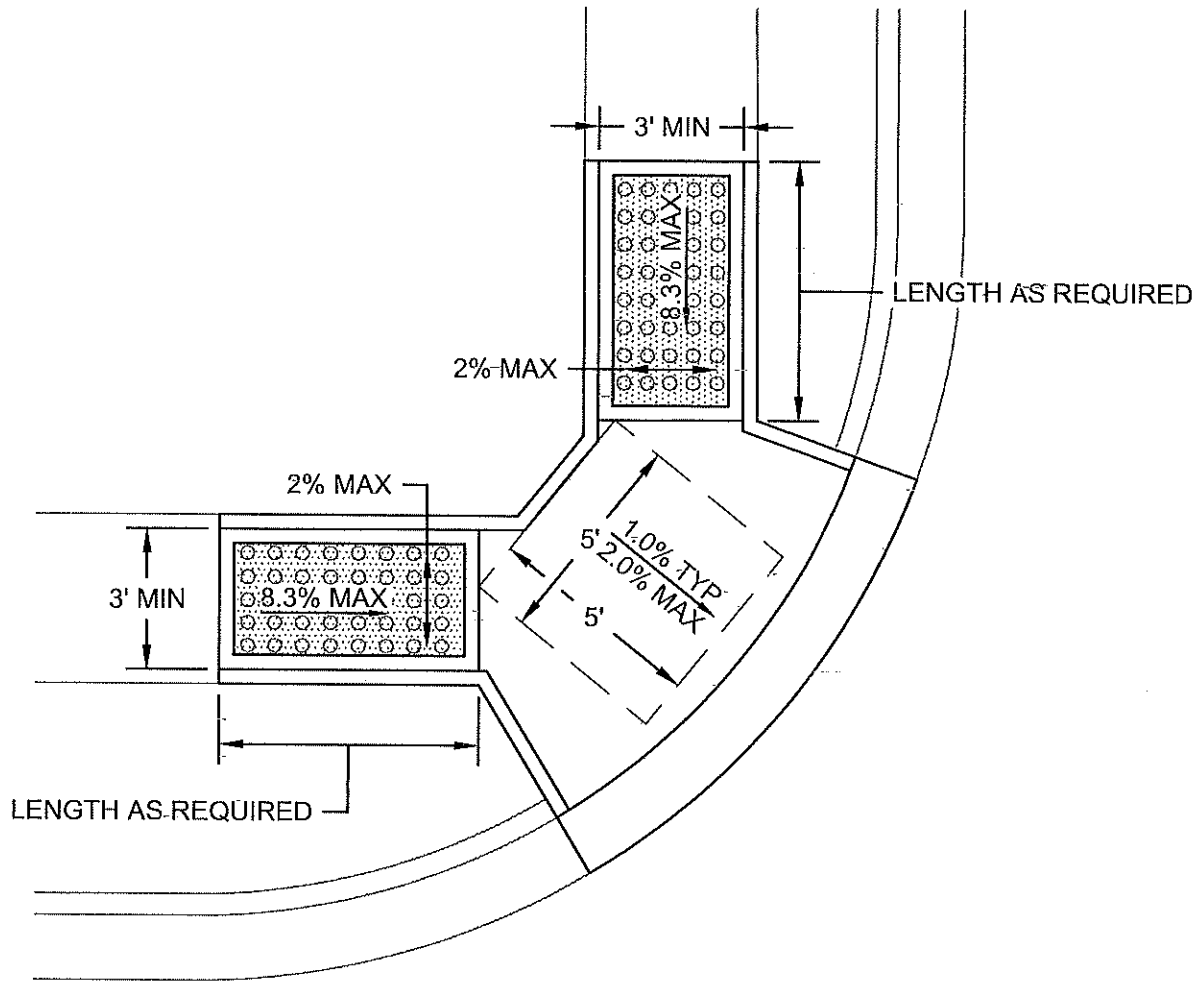 3' MIN
8.3% MAX
LENGTH AS REQUIRED
2% MAX
2% MAX
3' MIN
8.3% MAX
5'
1.0% TYP
2.0% MAX
5'
LENGTH AS REQUIRED